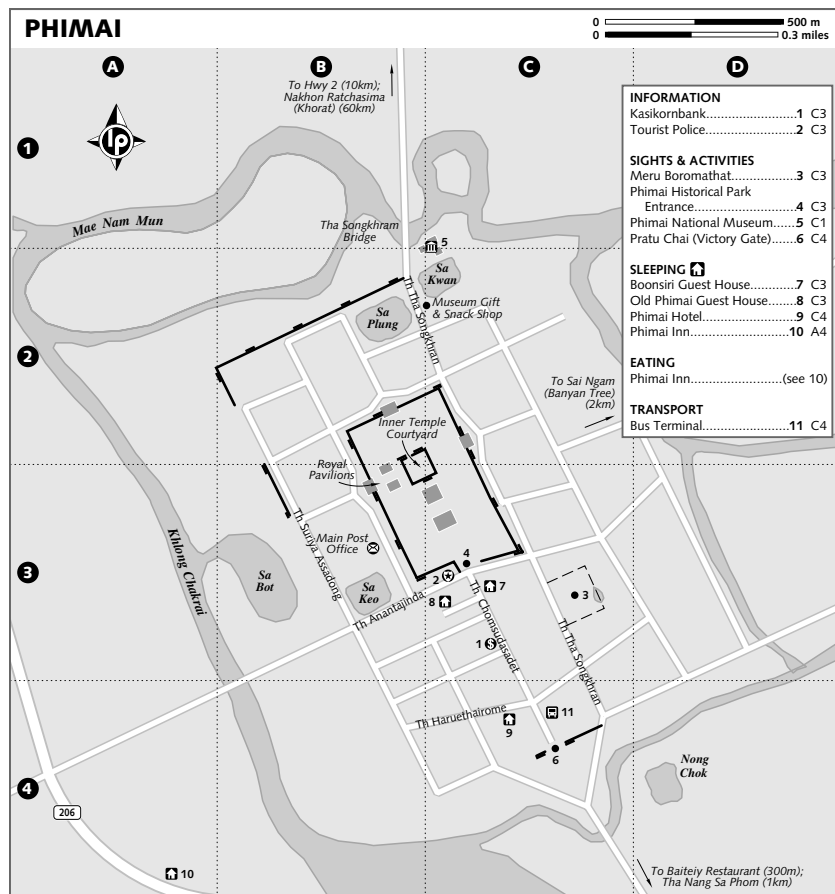 PHIMAI
0 500 m
0 0.3 miles
A B C D
1
2
3
4
lp
To Hwy 2 (10km);
Nakhon Ratchasima
(Khorat) (60km)
Mae Nam Mun
Tha Songkhram
Bridge
5
Sa
Kwan
Museum Gift
& Snack Shop
Sa
Plung
Th Tha Songkhran
To Sai Ngam
(Banyan Tree)
(2km)
Inner Temple
Courtyard
Royal
Pavilions
Main Post
Office
Th Suriya Assadong
Khlong Chakrai
Sa
Bot
Sa
Keo
4
2
7
8
3
Th Anantajinda
Th Chomsudasadet
1 $
Th Tha Songkhran
Th Haruethairome
11
9
6
Nong
Chok
206
10
To Baiteiy Restaurant (300m);
Tha Nang Sa Phom (1km)
INFORMATION
Kasikornbank............................1 C3
Tourist Police............................2 C3
SIGHTS & ACTIVITIES
Meru Boromathat.................3 C3
Phimai Historical Park
Entrance..............................4 C3
Phimai National Museum.....5 C1
Pratu Chai (Victory Gate)....6 C4
SLEEPING
Boonsiri Guest House..........7 C3
Old Phimai Guest House.....8 C3
Phimai Hotel.........................9 C4
Phimai Inn...........................10 A4
EATING
Phimai Inn......................(see 10)
TRANSPORT
Bus Terminal.......................11 C4